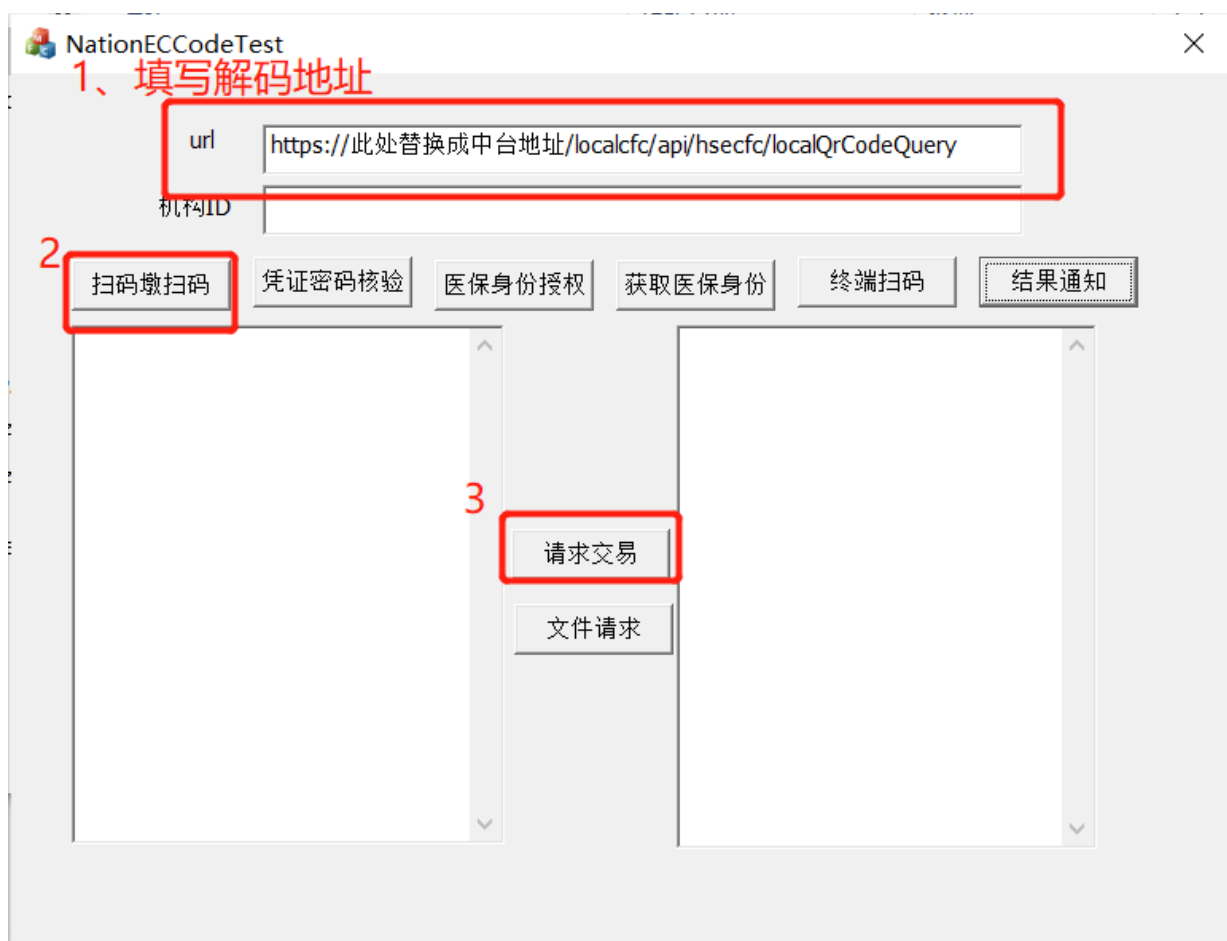 NationECCodeTest
1、填写解码地址
url
https://此处替换成中台地址/localcfc/api/hsecfc/localQrCodeQuery
机构ID
2
扫码墩扫码
凭证密码核验
医保身份授权
获取医保身份
终端扫码
结果通知
3
请求交易
文件请求